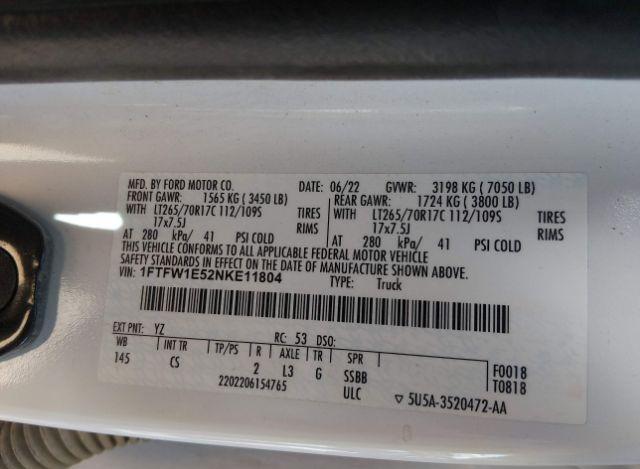 MFD. BY FORD MOTOR CO. DATE: 06/22 GVWR: 3198 KG ( 7050 LB)
FRONT GAWR: 1565 KG ( 3450 LB) REAR GAWR: 1724 KG ( 3800 LB)
WITH LT265/70R17C 112/109S TIRES WITH LT265/70R17C 112/109S TIRES
17x7.5J RIMS 17x7.5J RIMS
AT 280 kPa/ 41 PSI COLD AT 280 kPa/ 41 PSI COLD
THIS VEHICLE CONFORMS TO ALL APPLICABLE FEDERAL MOTOR VEHICLE
SAFETY STANDARDS IN EFFECT ON THE DATE OF MANUFACTURE SHOWN ABOVE.
VIN: 1FTFW1E52NKE11804 TYPE: Truck
EXT PNT: YZ RC: 53 DSO:
WB INT TR TP/PS R AXLE TR SPR F0018
145 CS 2 L3 G SSBB T0818
2202206154765 ULC ▽ 5U5A-3520472-AA